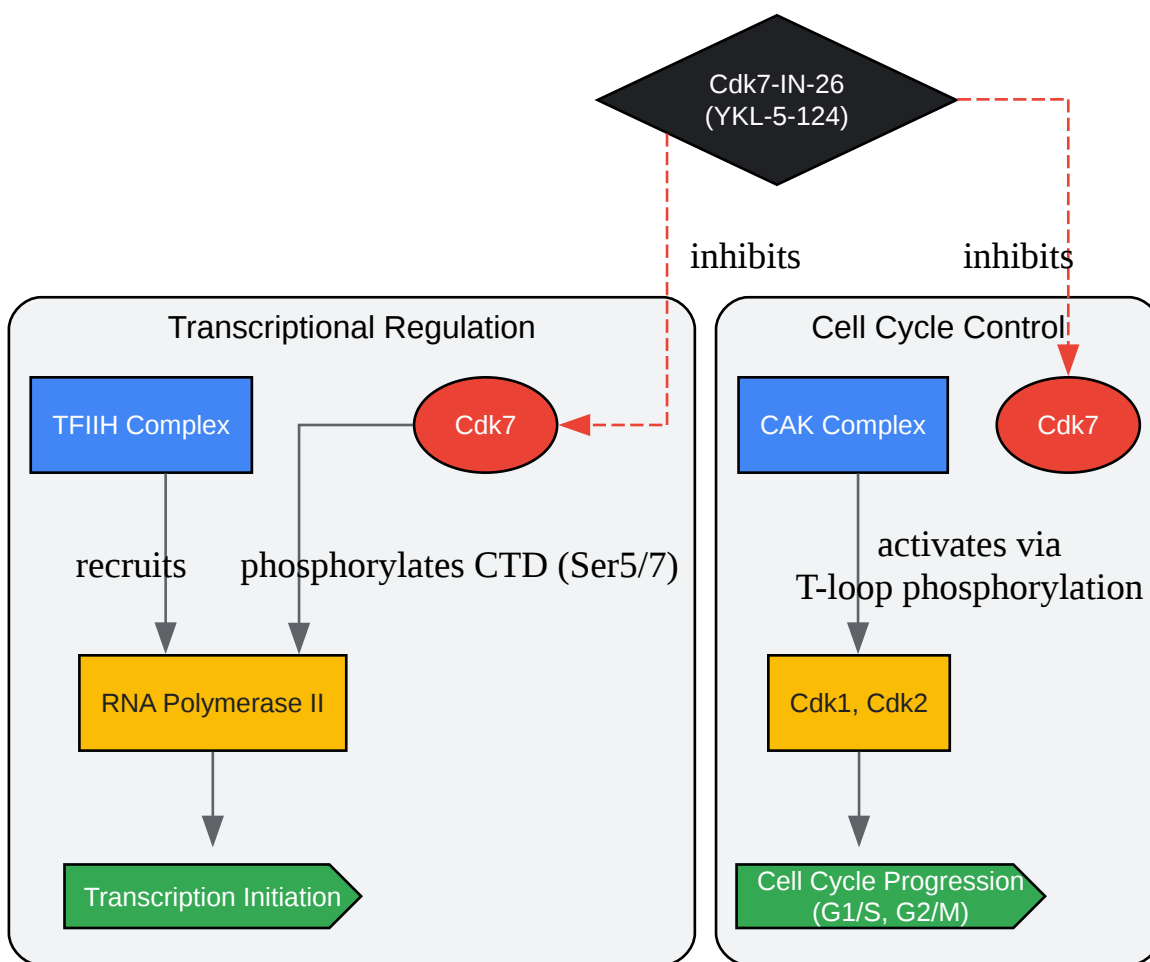 Cdk7-IN-26
(YKL-5-124)
inhibits
inhibits
Transcriptional Regulation
Cell Cycle Control
TFIIH Complex
Cdk7
CAK Complex
Cdk7
recruits
phosphorylates CTD (Ser5/7)
activates via
T-loop phosphorylation
RNA Polymerase II
Cdk1, Cdk2
Transcription Initiation
Cell Cycle Progression
(G1/S, G2/M)